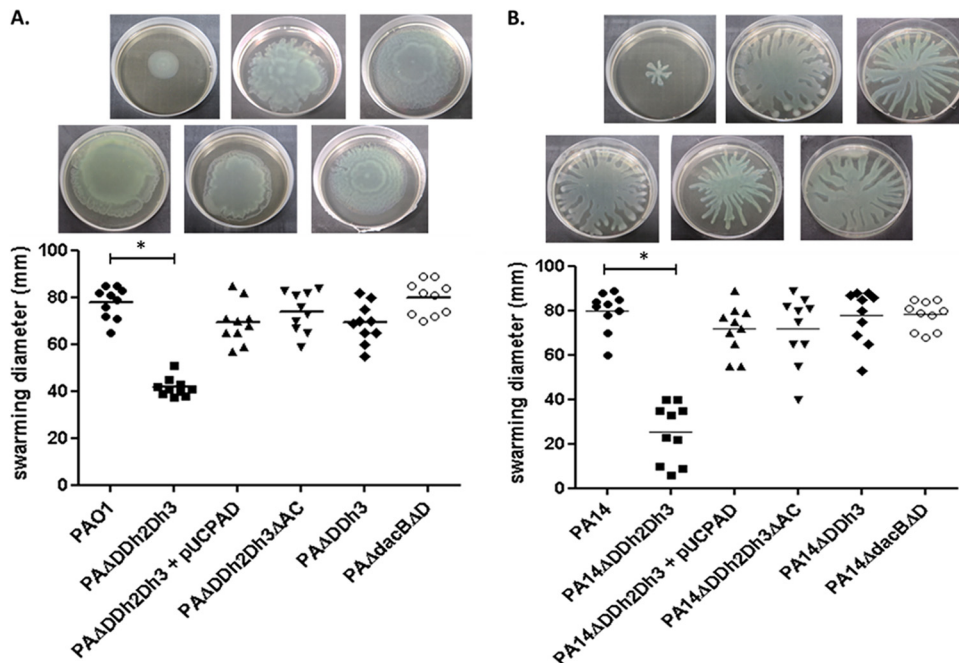 A.
*
swarming diameter (mm)
100
80
60
40
20
0
PAO1
PAΔDDh2Dh3
PAΔDDh2Dh3 + pUCPAD
PAΔDDh2Dh3ΔAC
PAΔDDh3
PAΔdacBΔD
B.
*
swarming diameter (mm)
100
80
60
40
20
0
PA14
PA14ΔDDh2Dh3
PA14ΔDDh2Dh3 + pUCPAD
PA14ΔDDh2Dh3ΔAC
PA14ΔDDh3
PA14ΔdacBΔD